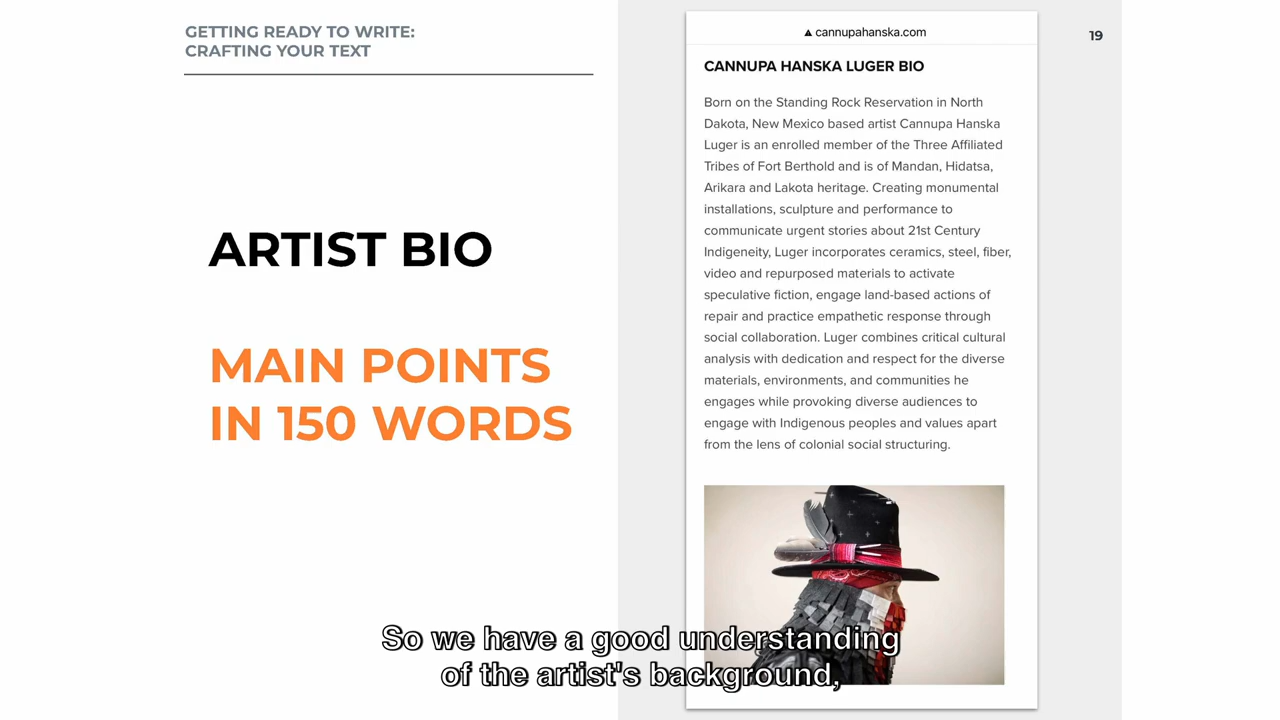 GETTING READY TO WRITE:
CRAFTING YOUR TEXT
ARTIST BIO
MAIN POINTS
IN 150 WORDS
cannupahanska.com
19
CANNUPA HANSKA LUGER BIO
Born on the Standing Rock Reservation in North
Dakota, New Mexico based artist Cannupa Hanska
Luger is an enrolled member of the Three Affiliated
Tribes of Fort Berthold and is of Mandan, Hidatsa,
Arikara and Lakota heritage. Creating monumental
installations, sculpture and performance to
communicate urgent stories about 21st Century
Indigeneity, Luger incorporates ceramics, steel, fiber,
video and repurposed materials to activate
speculative fiction, engage land-based actions of
repair and practice empathetic response through
social collaboration. Luger combines critical cultural
analysis with dedication and respect for the diverse
materials, environments, and communities he
engages while provoking diverse audiences to
engage with Indigenous peoples and values apart
from the lens of colonial social structuring.
So we have a good understanding
of the artist's background,